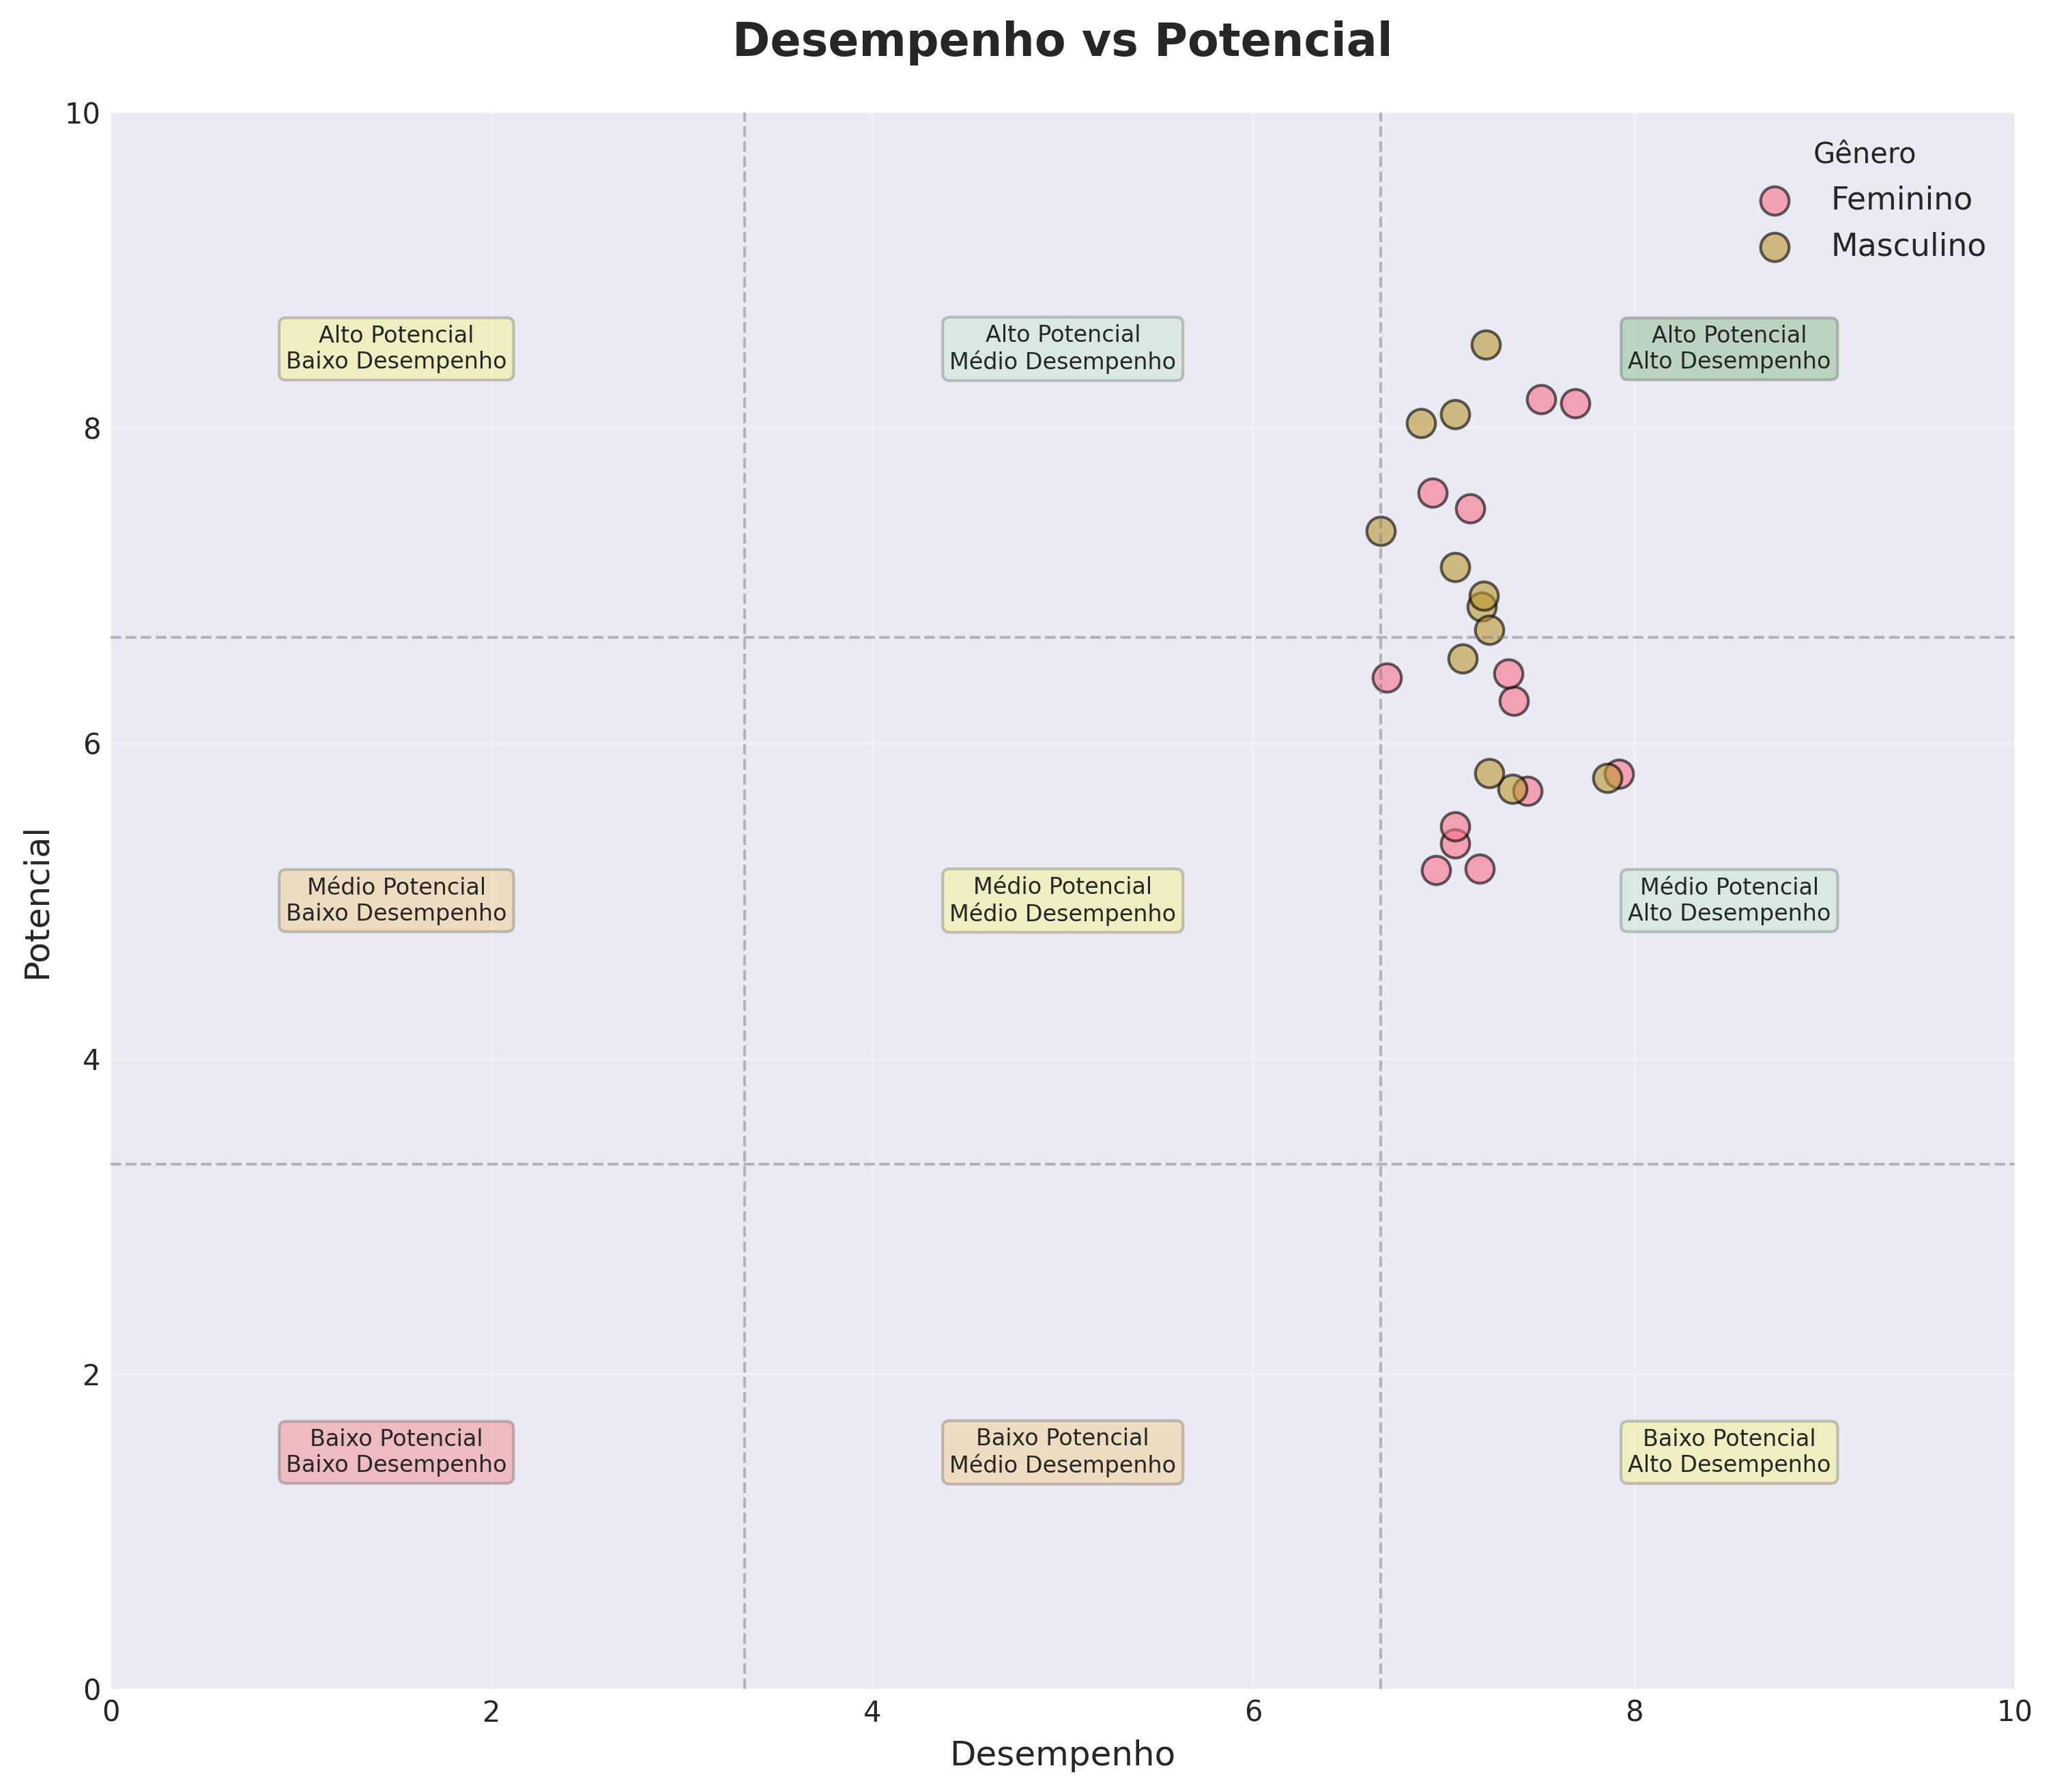 Desempenho vs Potencial
10
8
6
4
2
0
0
2
4
6
8
10
Potencial
Desempenho
Gênero
Feminino
Masculino
Alto Potencial
Baixo Desempenho
Alto Potencial
Médio Desempenho
Alto Potencial
Alto Desempenho
Médio Potencial
Baixo Desempenho
Médio Potencial
Médio Desempenho
Médio Potencial
Alto Desempenho
Baixo Potencial
Baixo Desempenho
Baixo Potencial
Médio Desempenho
Baixo Potencial
Alto Desempenho